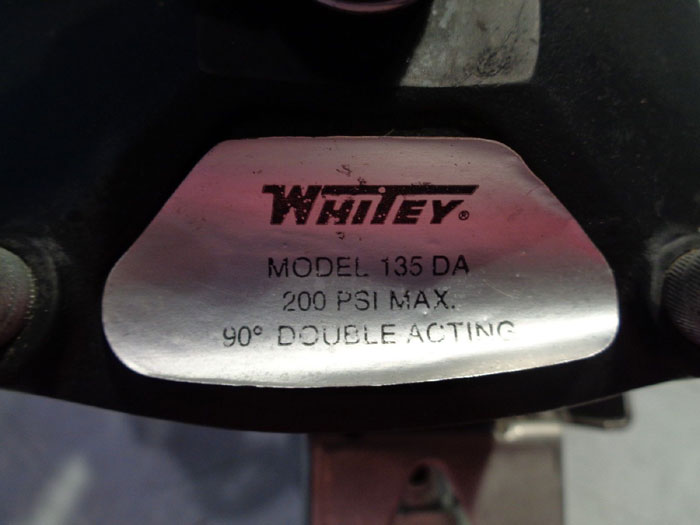 WHITEY®
MODEL 135 DA
200 PSI MAX.
90° DOUBLE ACTING